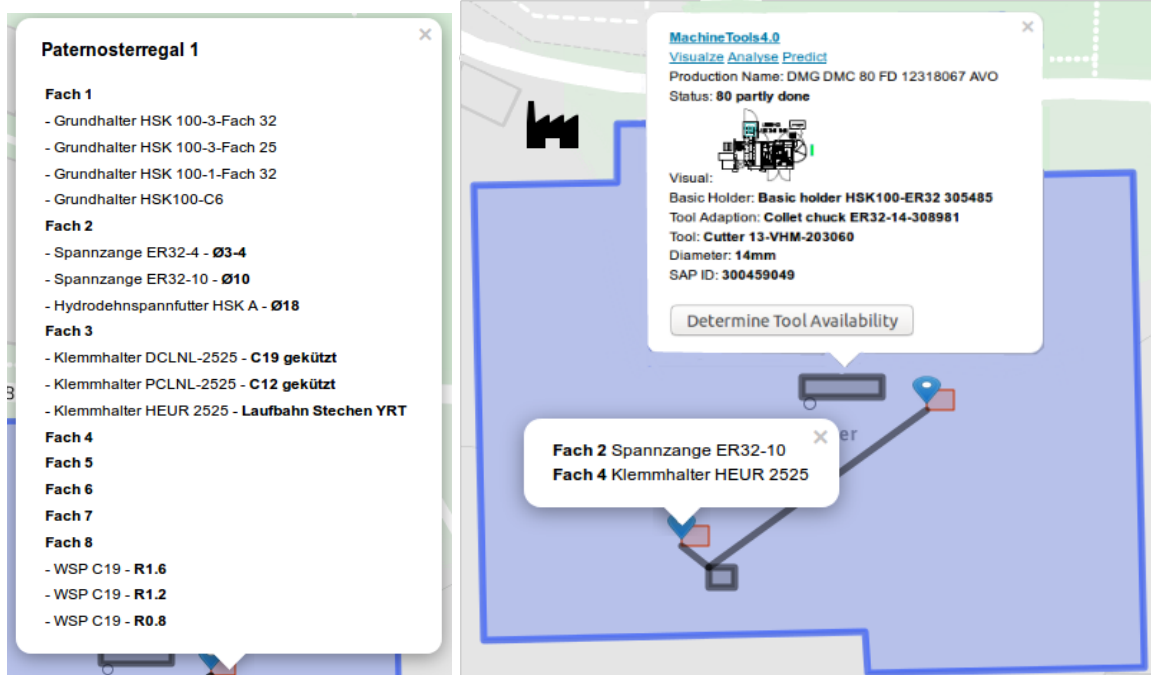 Paternosterregal 1
×
Fach 1
- Grundhalter HSK 100-3-Fach 32
- Grundhalter HSK 100-3-Fach 25
- Grundhalter HSK 100-1-Fach 32
- Grundhalter HSK100-C6
Fach 2
- Spannzange ER32-4 - Ø3-4
- Spannzange ER32-10 - Ø10
- Hydrodehnspannfutter HSK A - Ø18
Fach 3
- Klemmhalter DCLNL-2525 - C19 gekützt
- Klemmhalter PCLNL-2525 - C12 gekützt
- Klemmhalter HEUR 2525 - Laufbahn Stechen YRT
Fach 4
Fach 5
Fach 6
Fach 7
Fach 8
- WSP C19 - R1.6
- WSP C19 - R1.2
- WSP C19 - R0.8
×
MachineTools4.0
Visualze Analyse Predict
Production Name: DMG DMC 80 FD 12318067 AVO
Status: 80 partly done
Visual:
Basic Holder: Basic holder HSK100-ER32 305485
Tool Adaption: Collet chuck ER32-14-308981
Tool: Cutter 13-VHM-203060
Diameter: 14mm
SAP ID: 300459049
Determine Tool Availability
×
Fach 2 Spannzange ER32-10
Fach 4 Klemmhalter HEUR 2525